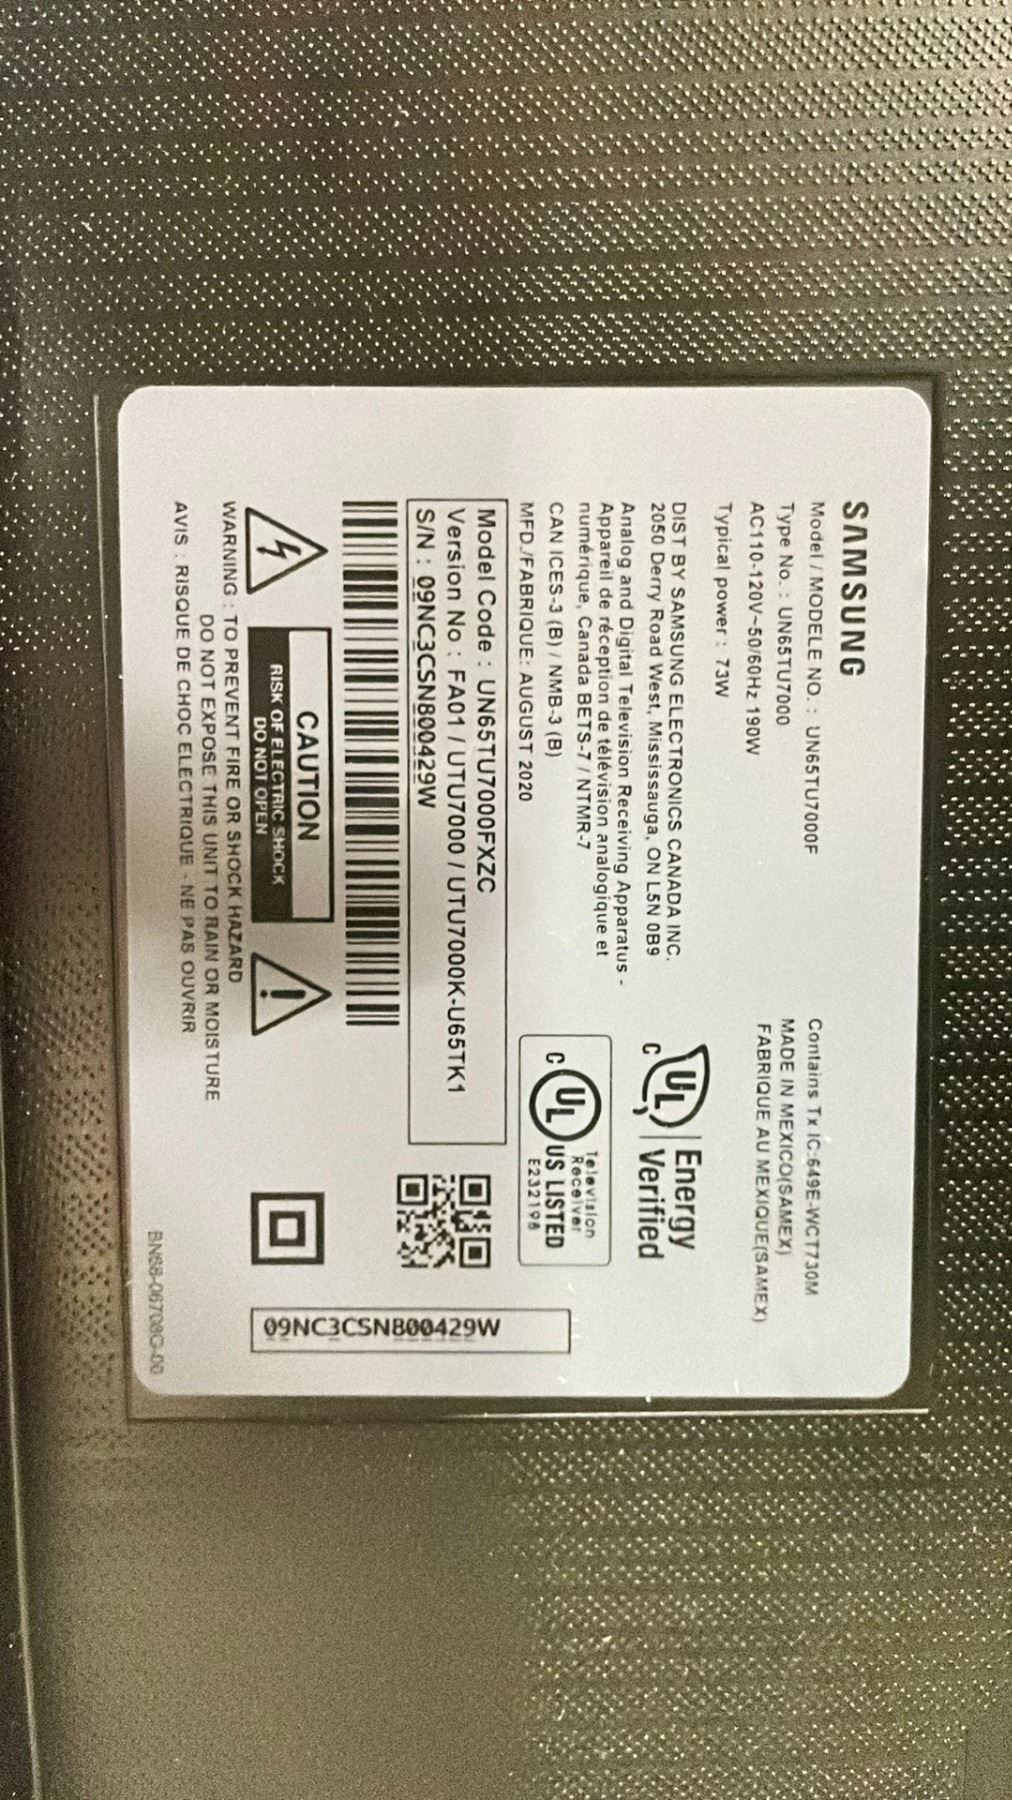 SAMSUNG
Model / MODELE NO. : UN65TU7000F
Type No. : UN65TU7000
AC110-120V~50/60Hz 190W
Typical power : 73W
Contains Tx IC:649E-WCT730M
MADE IN MEXICO(SAMEX)
FABRIQUE AU MEXIQUE(SAMEX)
DIST BY SAMSUNG ELECTRONICS CANADA INC.
2050 Derry Road West, Mississauga, ON L5N 0B9
Analog and Digital Television Receiving Apparatus -
Appareil de réception de télévision analogique et
numérique, Canada BETS-7 / NTMR-7
CAN ICES-3 (B) / NMB-3 (B)
MFD./FABRIQUE: AUGUST 2020
C UL Energy
Verified
C UL US LISTED
Television
Receiver
E232198
Model Code : UN65TU7000FXZC
Version No : FA01 / UTU7000 / UTU7000K-U65TK1
S/N : 09NC3CSN800429W
CAUTION
RISK OF ELECTRIC SHOCK
DO NOT OPEN
WARNING : TO PREVENT FIRE OR SHOCK HAZARD
DO NOT EXPOSE THIS UNIT TO RAIN OR MOISTURE
AVIS : RISQUE DE CHOC ELECTRIQUE - NE PAS OUVRIR
09NC3CSN800429W
BN68-06708G-00